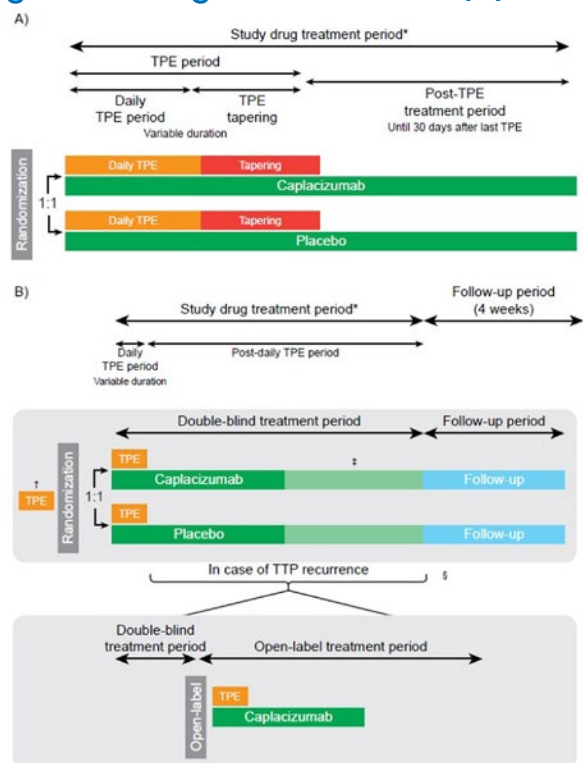 A)
Study drug treatment period*
TPE period
Daily
TPE period
TPE
tapering
Variable duration
Post-TPE
treatment period
Until 30 days after last TPE
Randomization
1:1
Daily TPE
Tapering
Caplacizumab
Daily TPE
Tapering
Placebo
B)
Study drug treatment period*
Follow-up period
(4 weeks)
Daily
TPE period
Variable duration
Post-daily TPE period
Double-blind treatment period
Follow-up period
†
TPE
Randomization
1:1
TPE
‡
Caplacizumab
Follow-up
TPE
Placebo
Follow-up
In case of TTP recurrence
§
Double-blind
treatment period
Open-label treatment period
Open-label
TPE
Caplacizumab